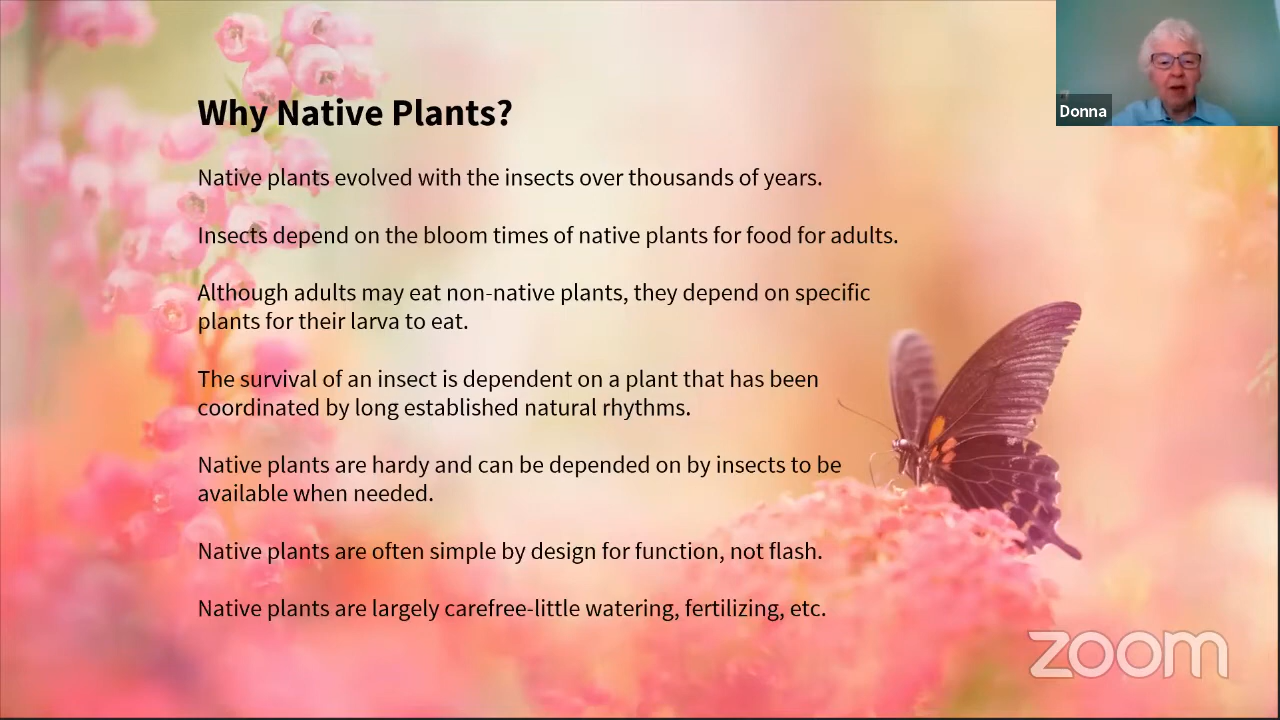 Why Native Plants?
Native plants evolved with the insects over thousands of years.
Insects depend on the bloom times of native plants for food for adults.
Although adults may eat non-native plants, they depend on specific
plants for their larva to eat.
The survival of an insect is dependent on a plant that has been
coordinated by long established natural rhythms.
Native plants are hardy and can be depended on by insects to be
available when needed.
Native plants are often simple by design for function, not flash.
Native plants are largely carefree-little watering, fertilizing, etc.
Donna
zoom